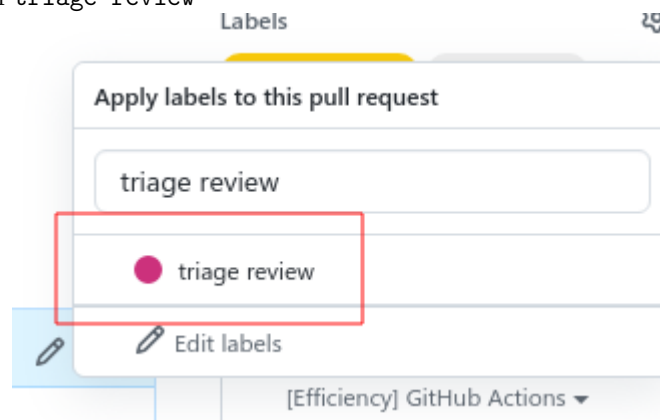 triage review
Labels
Apply labels to this pull request
triage review
triage review
Edit labels
[Efficiency] GitHub Actions